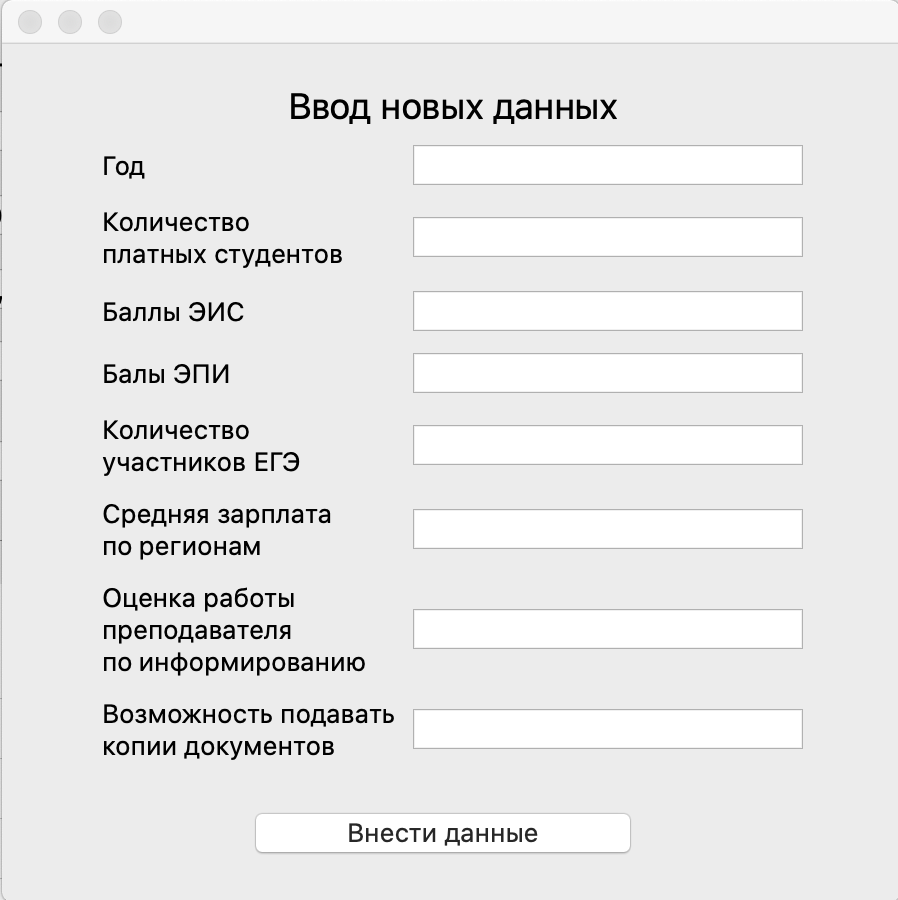 Ввод новых данных
Год
Количество
платных студентов
Баллы ЭИС
Балы ЭПИ
Количество
участников ЕГЭ
Средняя зарплата
по регионам
Оценка работы
преподавателя
по информированию
Возможность подавать
копии документов
Внести данные